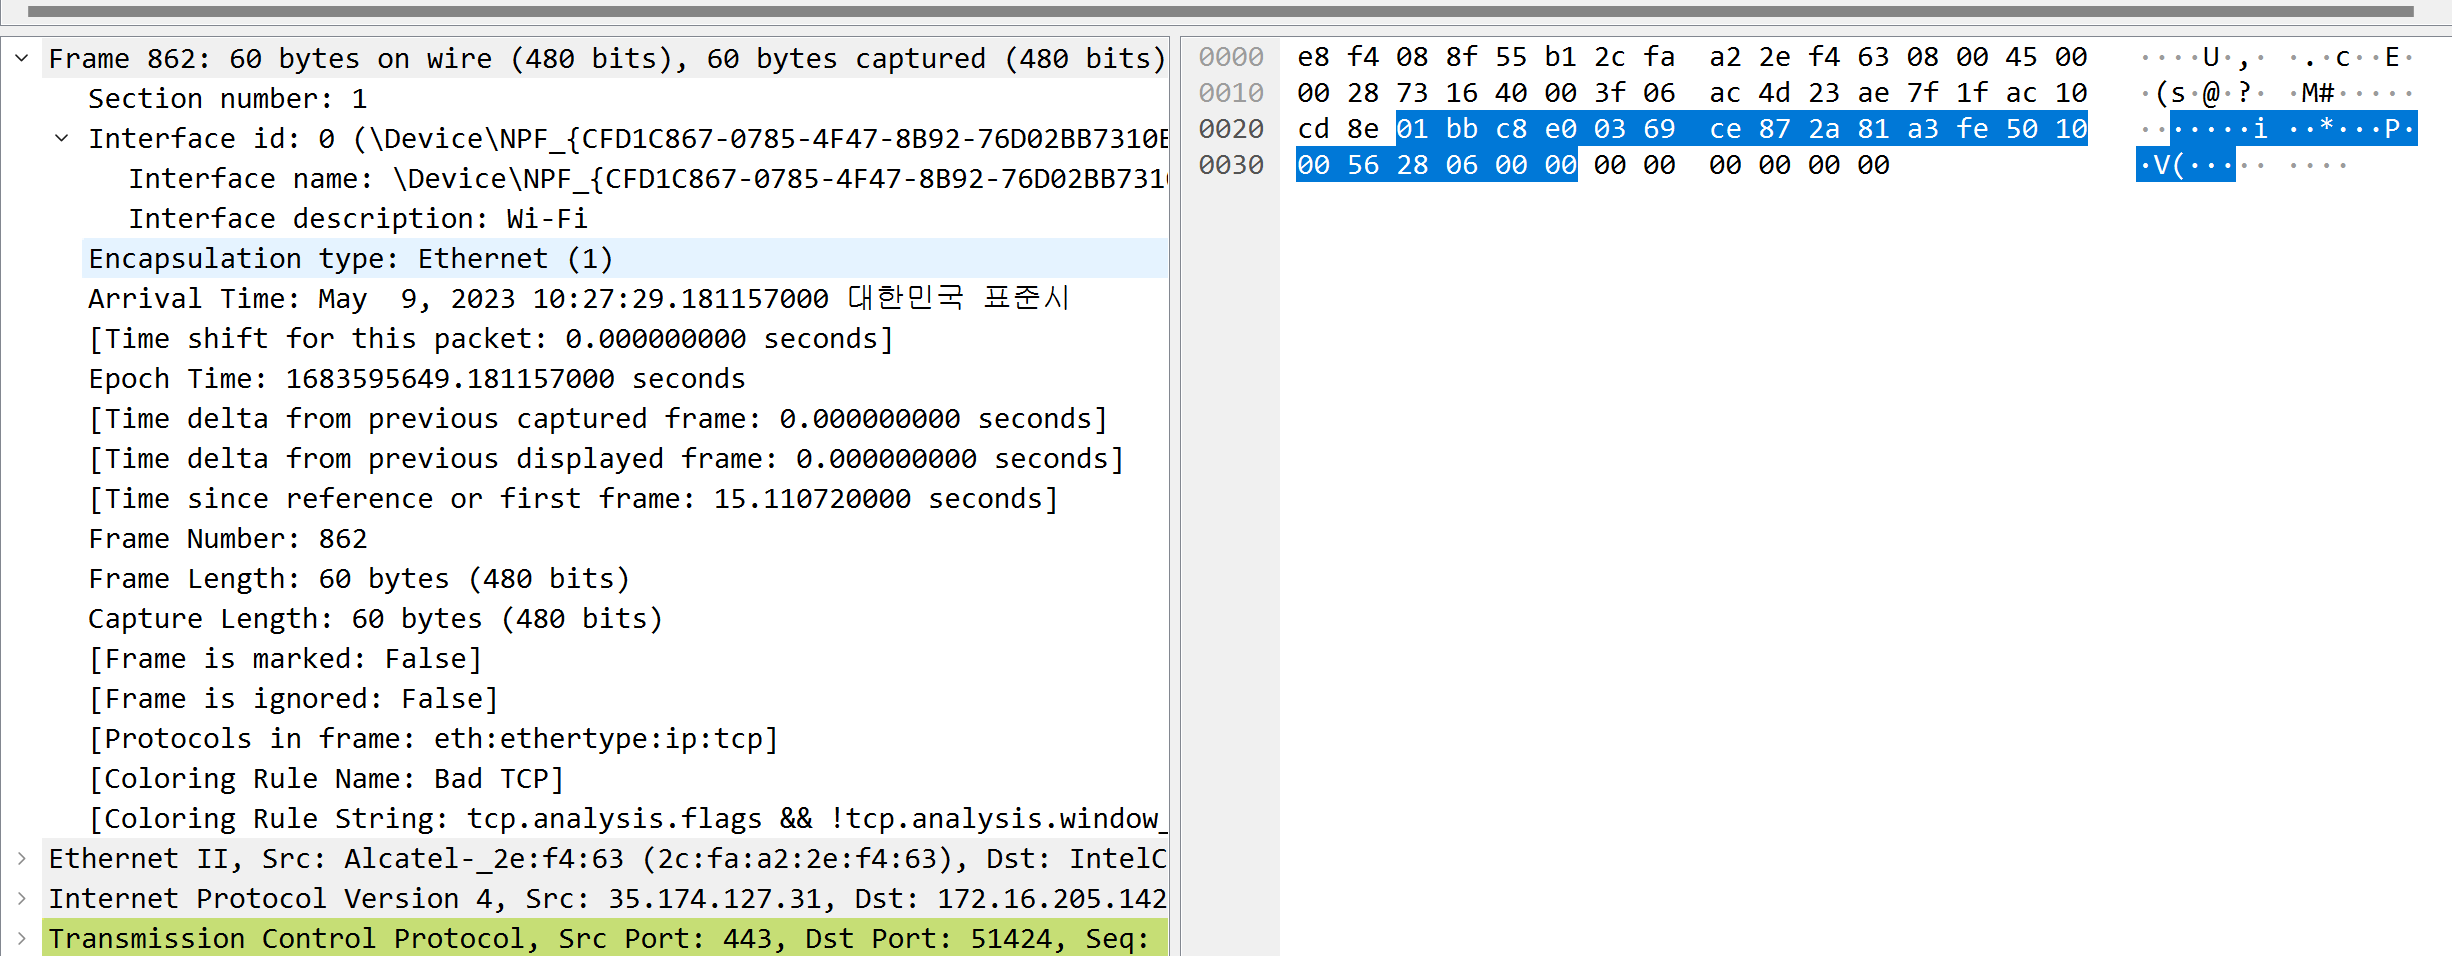 Frame 862: 60 bytes on wire (480 bits), 60 bytes captured (480 bits)
Section number: 1
Interface id: 0 (\Device\NPF_{CFD1C867-0785-4F47-8B92-76D02BB7310E
Interface name: \Device\NPF_{CFD1C867-0785-4F47-8B92-76D02BB731
Interface description: Wi-Fi
Encapsulation type: Ethernet (1)
Arrival Time: May  9, 2023 10:27:29.181157000 대한민국 표준시
[Time shift for this packet: 0.000000000 seconds]
Epoch Time: 1683595649.181157000 seconds
[Time delta from previous captured frame: 0.000000000 seconds]
[Time delta from previous displayed frame: 0.000000000 seconds]
[Time since reference or first frame: 15.110720000 seconds]
Frame Number: 862
Frame Length: 60 bytes (480 bits)
Capture Length: 60 bytes (480 bits)
[Frame is marked: False]
[Frame is ignored: False]
[Protocols in frame: eth:ethertype:ip:tcp]
[Coloring Rule Name: Bad TCP]
[Coloring Rule String: tcp.analysis.flags && !tcp.analysis.window_
Ethernet II, Src: Alcatel-_2e:f4:63 (2c:fa:a2:2e:f4:63), Dst: IntelC
Internet Protocol Version 4, Src: 35.174.127.31, Dst: 172.16.205.142
Transmission Control Protocol, Src Port: 443, Dst Port: 51424, Seq:
0000 e8 f4 08 8f 55 b1 2c fa a2 2e f4 63 08 00 45 00 ····U·,· ·.·c··E·
0010 00 28 73 16 40 00 3f 06 ac 4d 23 ae 7f 1f ac 10 ·(s·@·?· ·M#·····
0020 cd 8e 01 bb c8 e0 03 69 ce 87 2a 81 a3 fe 50 10 ·······i ··*···P·
0030 00 56 28 06 00 00 00 00 00 00 00 00 ·V(····· ····